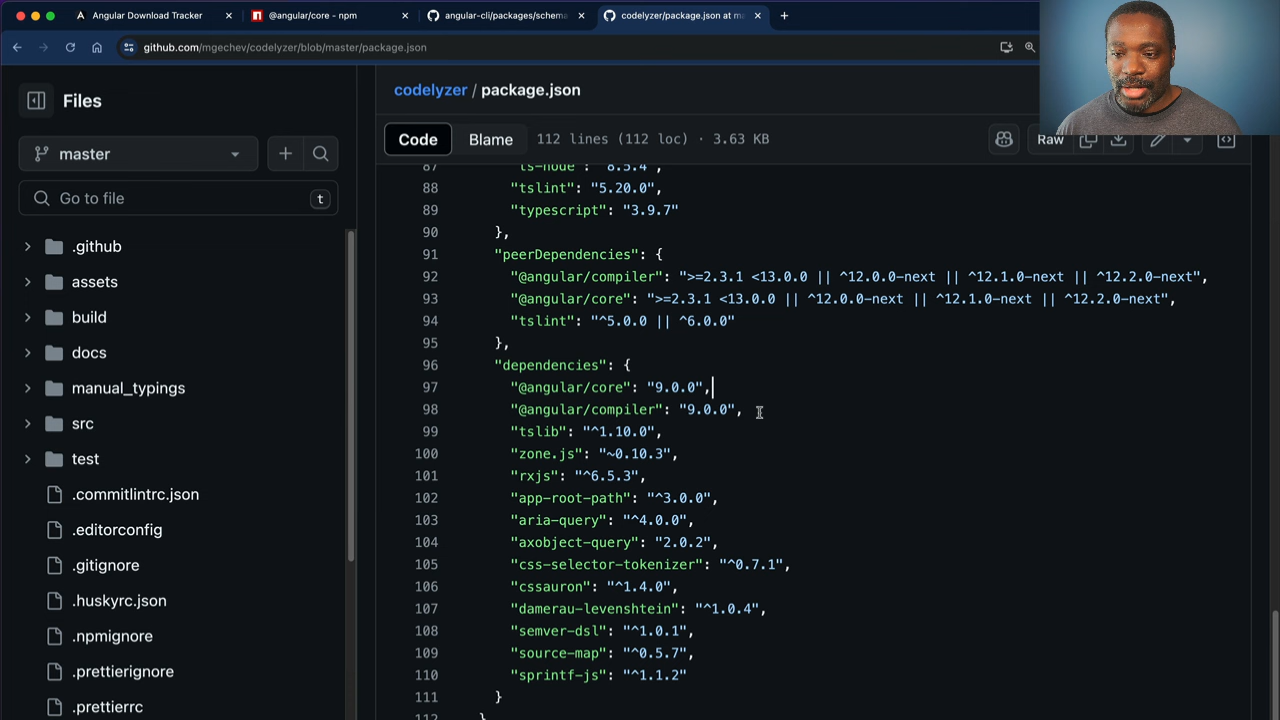 Angular Download Tracker
@angular/core - npm
angular-cli/packages/schema
codelyzer/package.json at ma
github.com/mgechev/codelyzer/blob/master/package.json
Files
master
Go to file
t
.github
assets
build
docs
manual_typings
src
test
.commitlintrc.json
.editorconfig
.gitignore
.huskyrc.json
.npmignore
.prettierignore
.prettierrc
codelyzer / package.json
Code
Blame
112 lines (112 loc) · 3.63 KB
Raw
87 "ts-node": "8.5.4",
88 "tslint": "5.20.0",
89 "typescript": "3.9.7"
90 },
91 "peerDependencies": {
92 "@angular/compiler": ">=2.3.1 <13.0.0 || ^12.0.0-next || ^12.1.0-next || ^12.2.0-next",
93 "@angular/core": ">=2.3.1 <13.0.0 || ^12.0.0-next || ^12.1.0-next || ^12.2.0-next",
94 "tslint": "^5.0.0 || ^6.0.0"
95 },
96 "dependencies": {
97 "@angular/core": "9.0.0",
98 "@angular/compiler": "9.0.0",
99 "tslib": "^1.10.0",
100 "zone.js": "~0.10.3",
101 "rxjs": "^6.5.3",
102 "app-root-path": "^3.0.0",
103 "aria-query": "^4.0.0",
104 "axobject-query": "2.0.2",
105 "css-selector-tokenizer": "^0.7.1",
106 "cssauron": "^1.4.0",
107 "damerau-levenshtein": "^1.0.4",
108 "semver-dsl": "^1.0.1",
109 "source-map": "^0.5.7",
110 "sprintf-js": "^1.1.2"
111 }
112 }